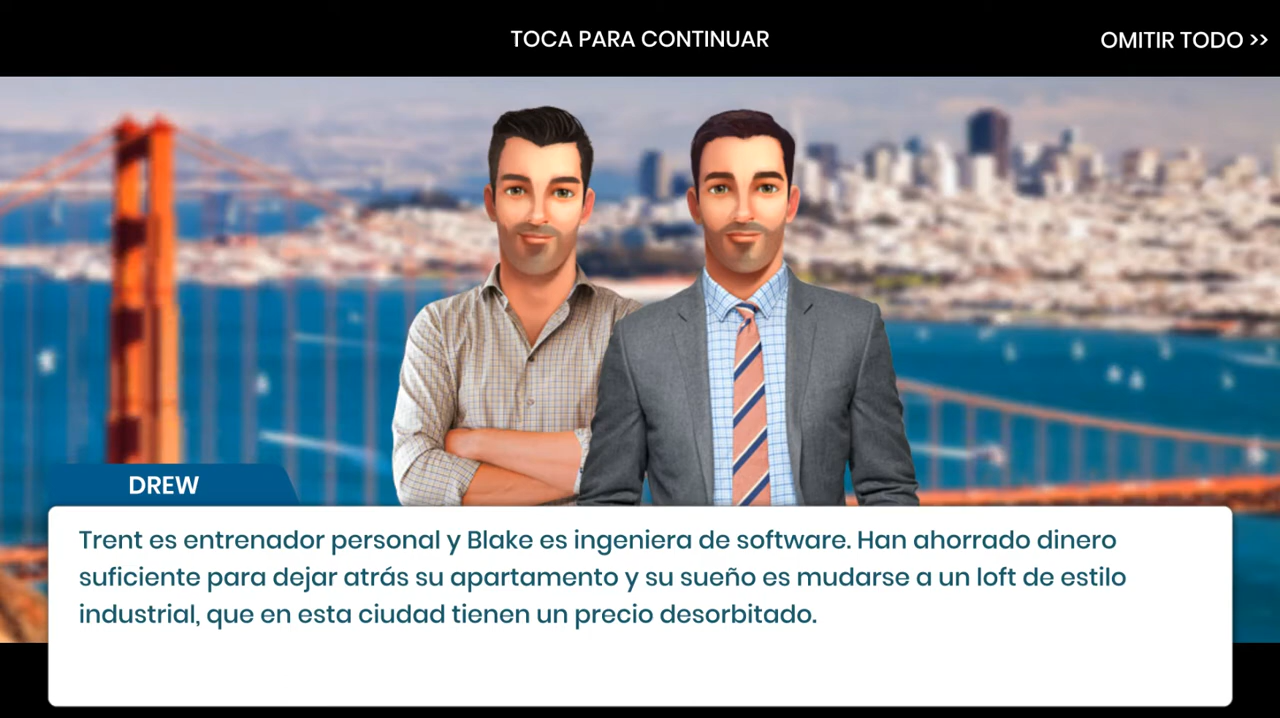 TOCA PARA CONTINUAR
OMITIR TODO >>
DREW
Trent es entrenador personal y Blake es ingeniera de software. Han ahorrado dinero
suficiente para dejar atrás su apartamento y su sueño es mudarse a un loft de estilo
industrial, que en esta ciudad tienen un precio desorbitado.